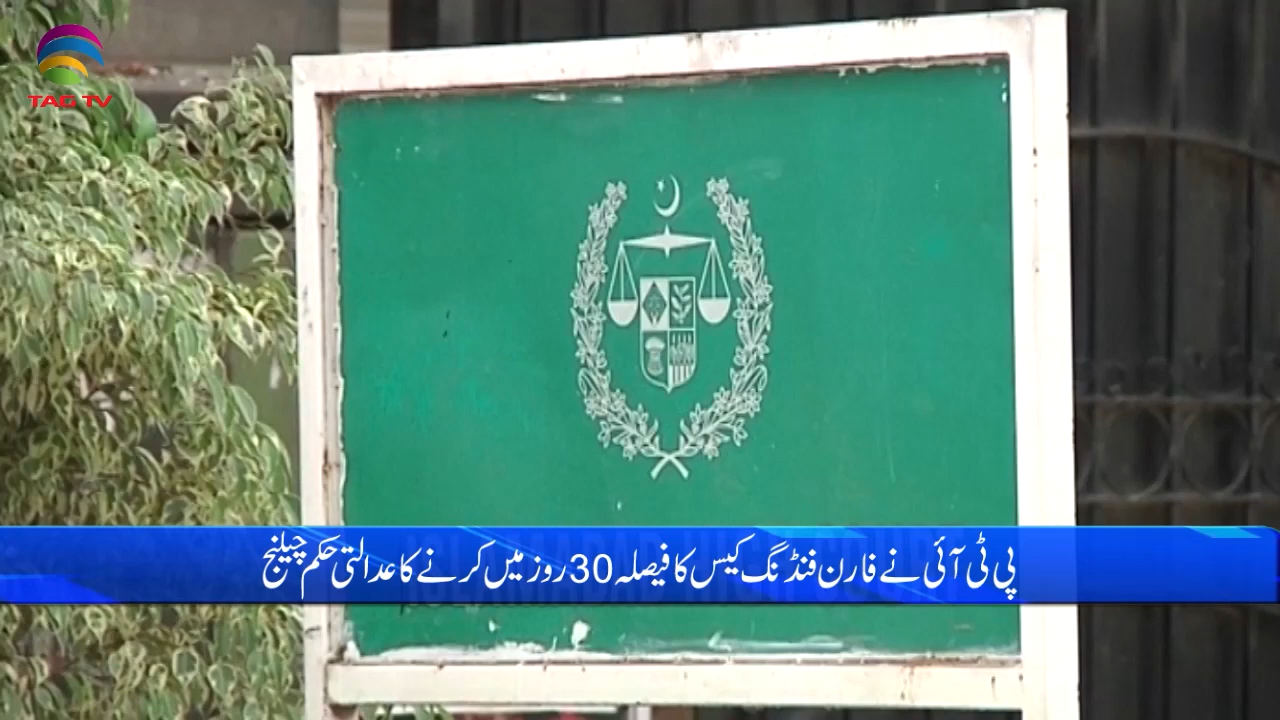 TAG TV
پی ٹی آئی نے فارن فنڈنگ کیس کا فیصلہ 30 روز میں کرنے کا عدالتی حکم چیلنج